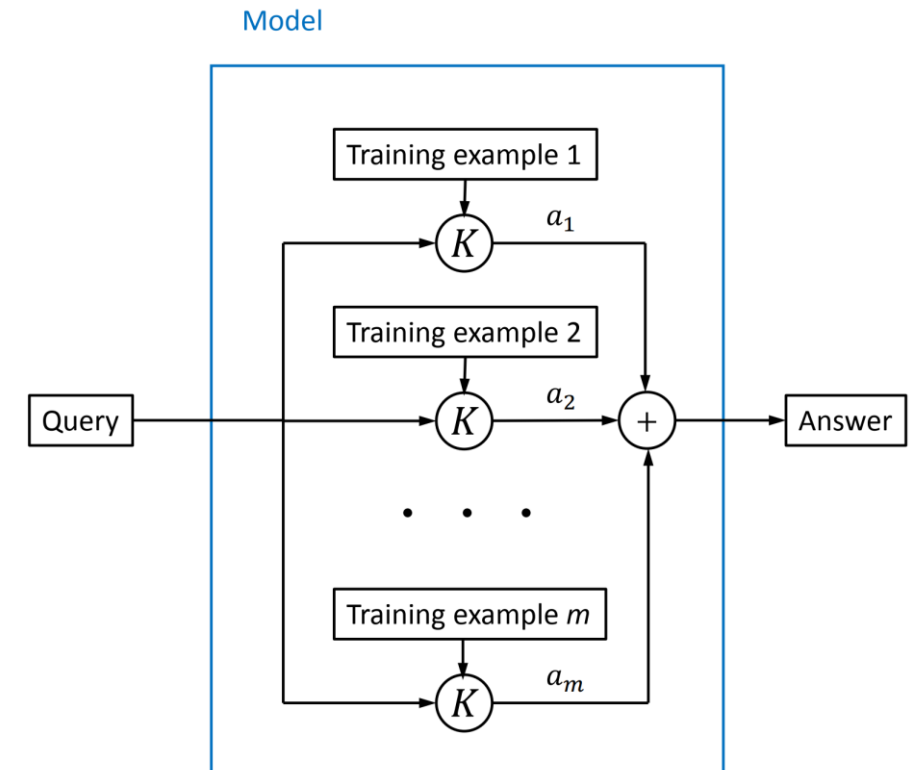 Model
Training example 1
K
a₁
Training example 2
Query
K
a₂
+
Answer
. . .
Training example m
K
aₘ